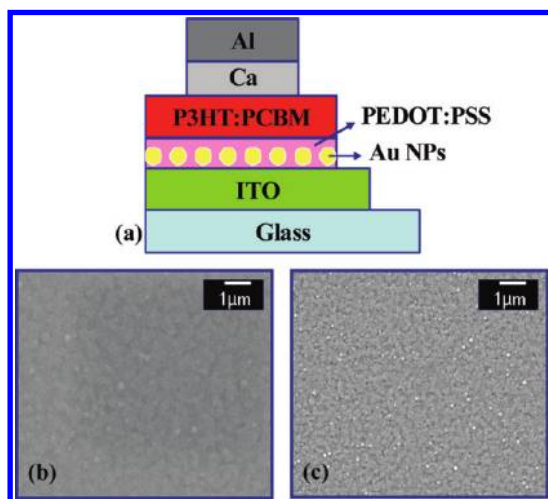 Al
Ca
P3HT:PCBM
PEDOT:PSS
Au NPs
ITO
(a)
Glass
1μm
1μm
(b)
(c)